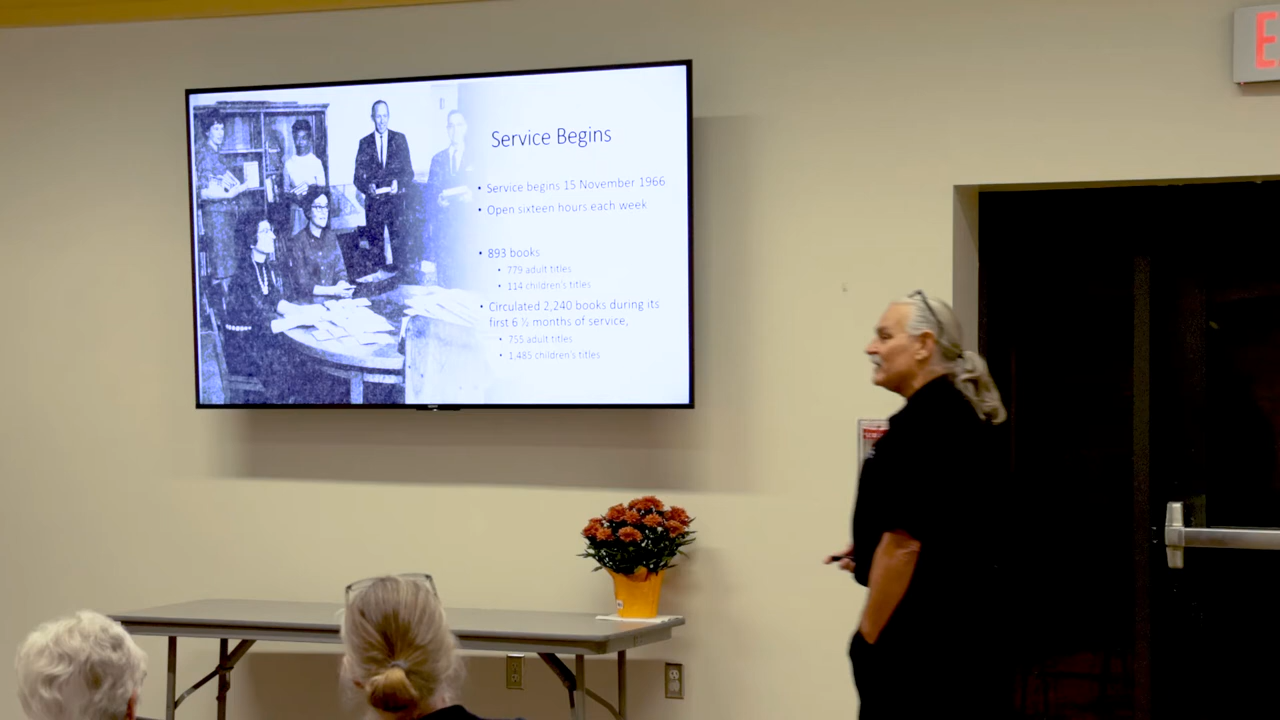 Service Begins
• Service begins 15 November 1966
• Open sixteen hours each week
• 893 books
• 779 adult titles
• 114 children's titles
• Circulated 2,240 books during its
first 6 ½ months of service,
• 755 adult titles
• 1,485 children's titles
E